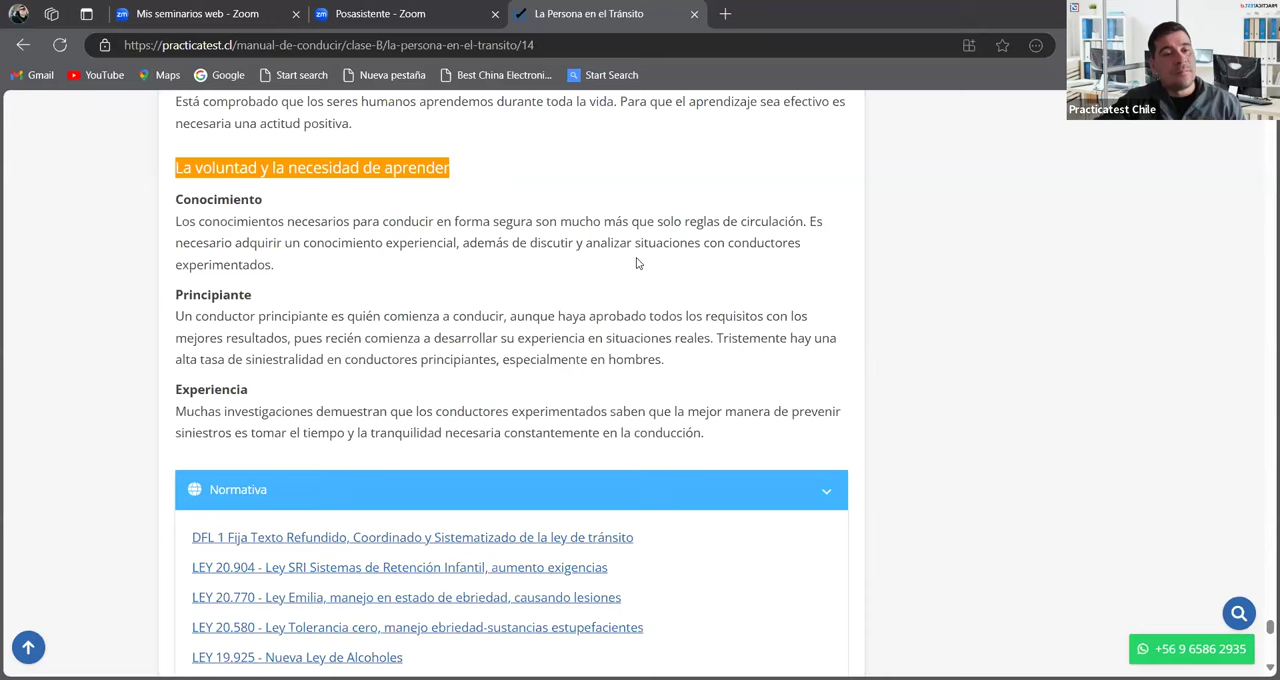 Mis seminarios web - Zoom
Posasistente - Zoom
La Persona en el Tránsito
https://practicatest.cl/manual-de-conducir/clase-B/la-persona-en-el-transito/14
Gmail YouTube Maps Google Start search Nueva pestaña Best China Electroni... Start Search
Practicatest Chile
Está comprobado que los seres humanos aprendemos durante toda la vida. Para que el aprendizaje sea efectivo es
necesaria una actitud positiva.
La voluntad y la necesidad de aprender
Conocimiento
Los conocimientos necesarios para conducir en forma segura son mucho más que solo reglas de circulación. Es
necesario adquirir un conocimiento experiencial, además de discutir y analizar situaciones con conductores
experimentados.
Principiante
Un conductor principiante es quién comienza a conducir, aunque haya aprobado todos los requisitos con los
mejores resultados, pues recién comienza a desarrollar su experiencia en situaciones reales. Tristemente hay una
alta tasa de siniestralidad en conductores principiantes, especialmente en hombres.
Experiencia
Muchas investigaciones demuestran que los conductores experimentados saben que la mejor manera de prevenir
siniestros es tomar el tiempo y la tranquilidad necesaria constantemente en la conducción.
Normativa
DFL 1 Fija Texto Refundido, Coordinado y Sistematizado de la ley de tránsito
LEY 20.904 - Ley SRI Sistemas de Retención Infantil, aumento exigencias
LEY 20.770 - Ley Emilia, manejo en estado de ebriedad, causando lesiones
LEY 20.580 - Ley Tolerancia cero, manejo ebriedad-sustancias estupefacientes
LEY 19.925 - Nueva Ley de Alcoholes
+56 9 6586 2935